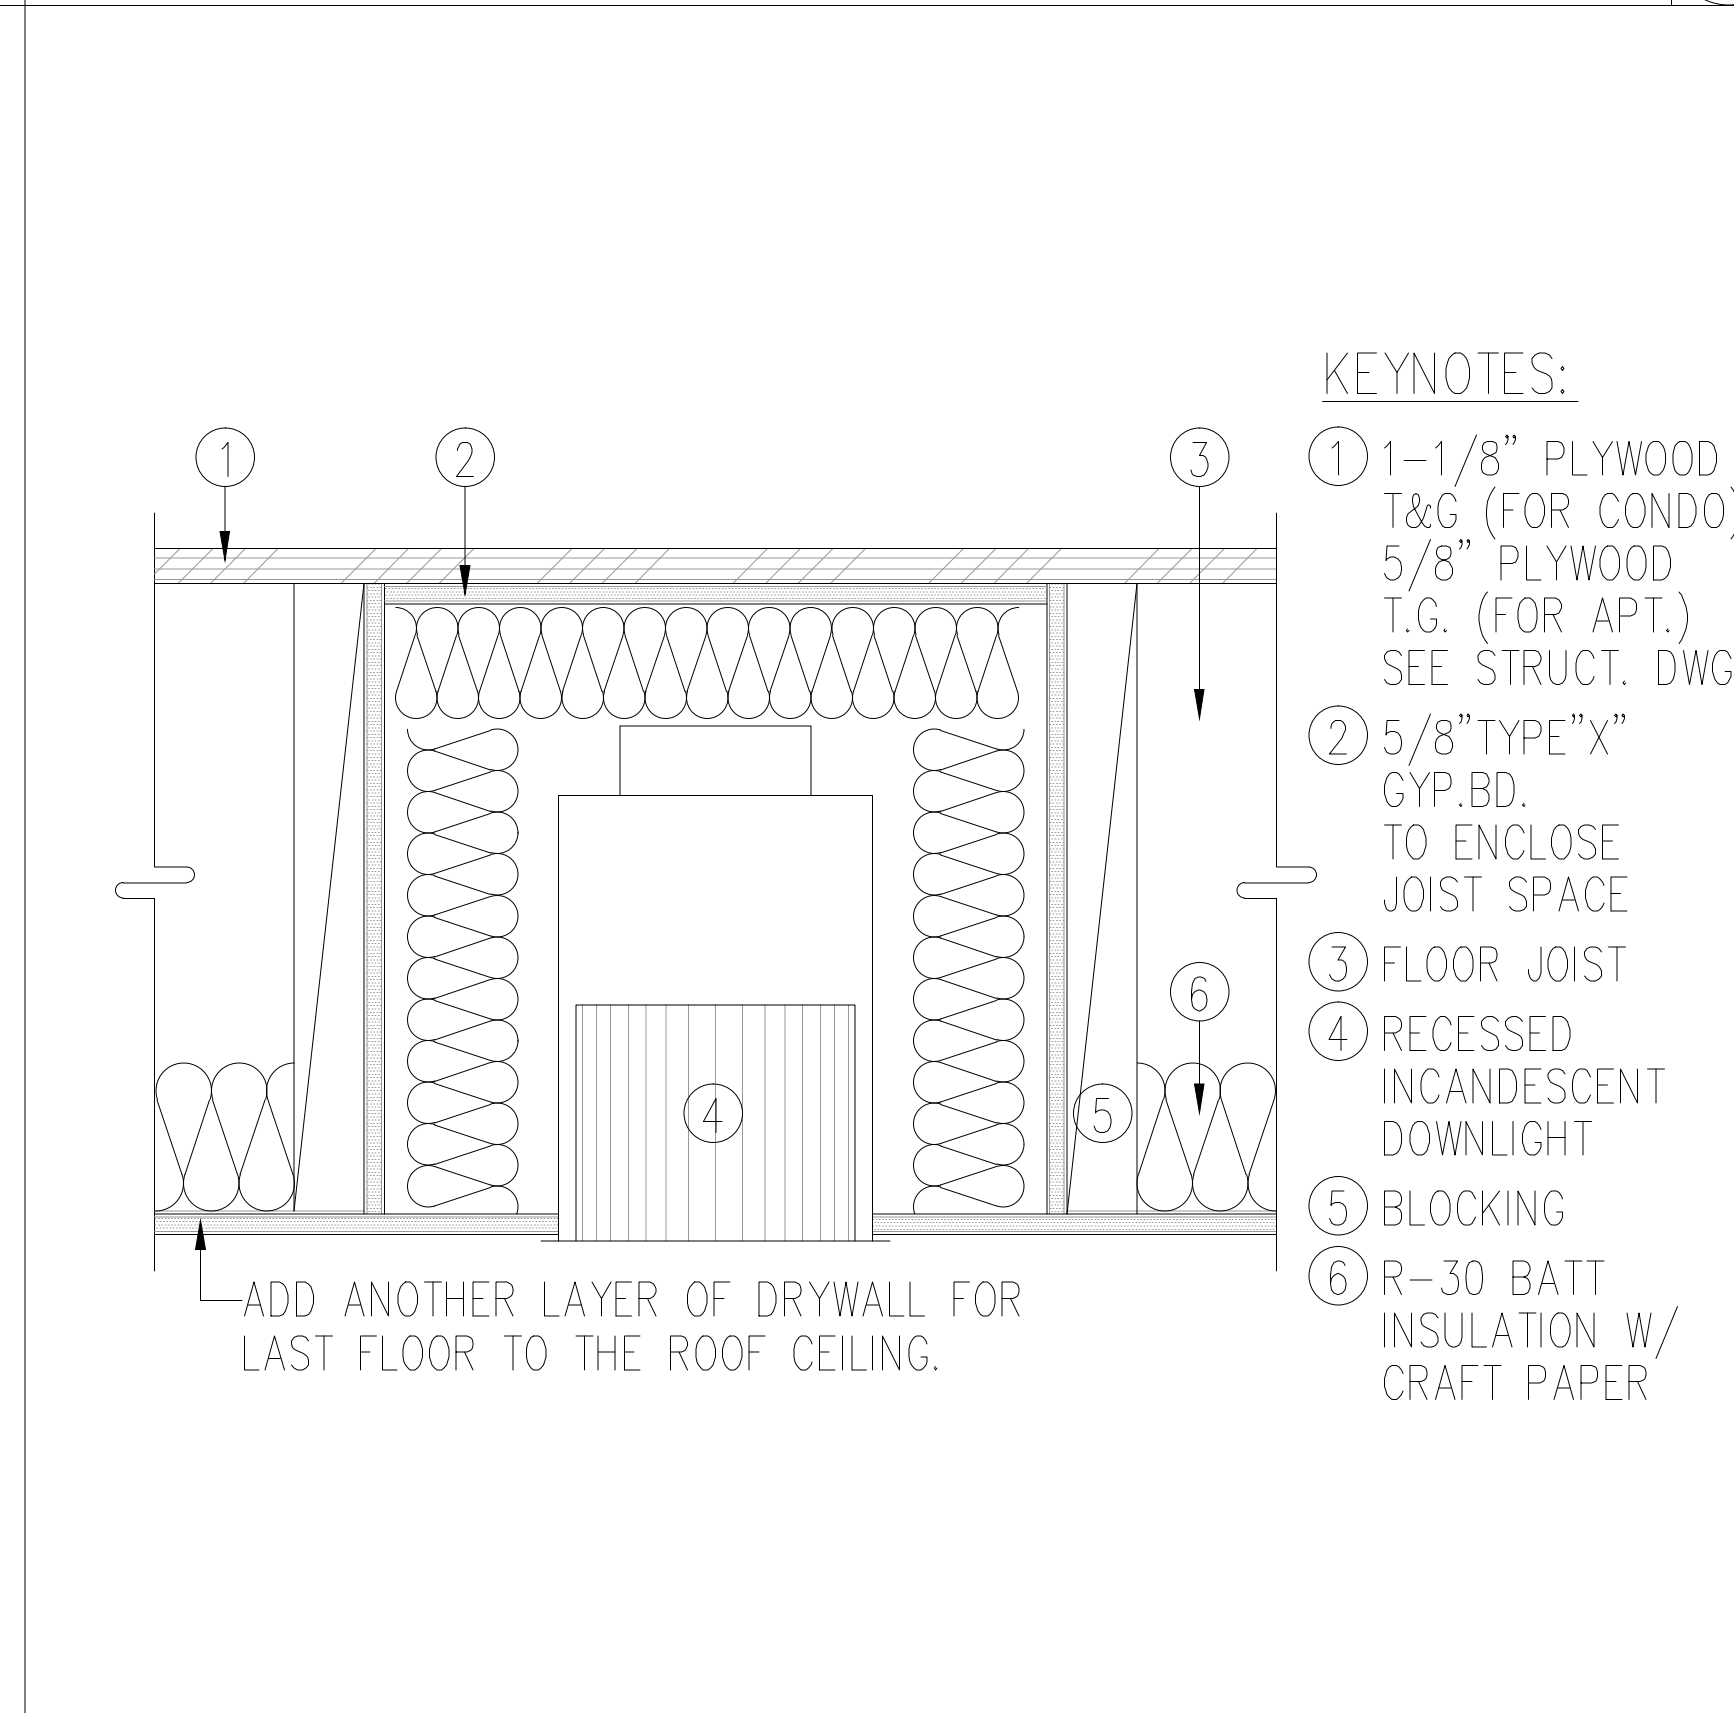 KEYNOTES:
1 2 3
1 1-1/8" PLYWOOD
T&G (FOR CONDO)
5/8" PLYWOOD
T.G. (FOR APT.)
SEE STRUCT. DWG
2 5/8"TYPE"X"
GYP.BD.
TO ENCLOSE
JOIST SPACE
3 FLOOR JOIST
6
4 RECESSED
INCANDESCENT
DOWNLIGHT
4 5
5 BLOCKING
6 R-30 BATT
INSULATION W/
CRAFT PAPER
ADD ANOTHER LAYER OF DRYWALL FOR
LAST FLOOR TO THE ROOF CEILING.